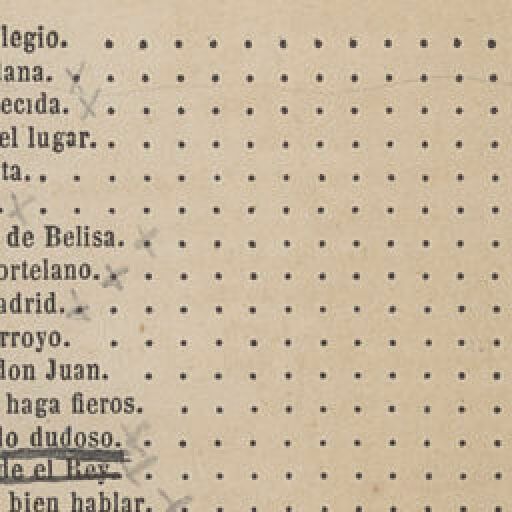 legio. . . . . . . . . . . . .
lana. . . . . . . . . . . . . .
ecida. . . . . . . . . . . . .
el lugar. . . . . . . . . . . . .
ta. . . . . . . . . . . . . . .
. . . . . . . . . . . . . . .
de Belisa. . . . . . . . . . . .
ortelano. . . . . . . . . . . .
adrid. . . . . . . . . . . . . .
rroyo. . . . . . . . . . . . .
don Juan. . . . . . . . . . . .
haga fieros. . . . . . . . . . .
lo dudoso. . . . . . . . . . . .
de el Rey. . . . . . . . . . . .
bien hablar. . . . . . . . . . .